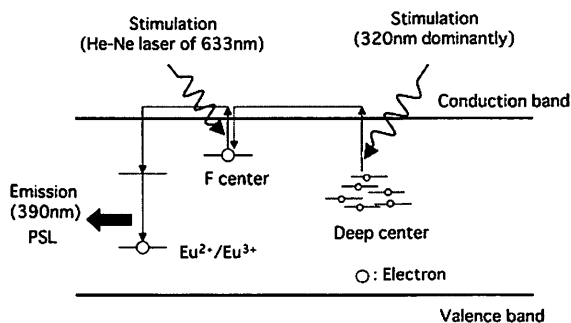 Stimulation
(He-Ne laser of 633nm)
Stimulation
(320nm dominantly)
Conduction band
F center
Emission
(390nm)
PSL
Deep center
Eu²⁺/Eu³⁺
: Electron
Valence band